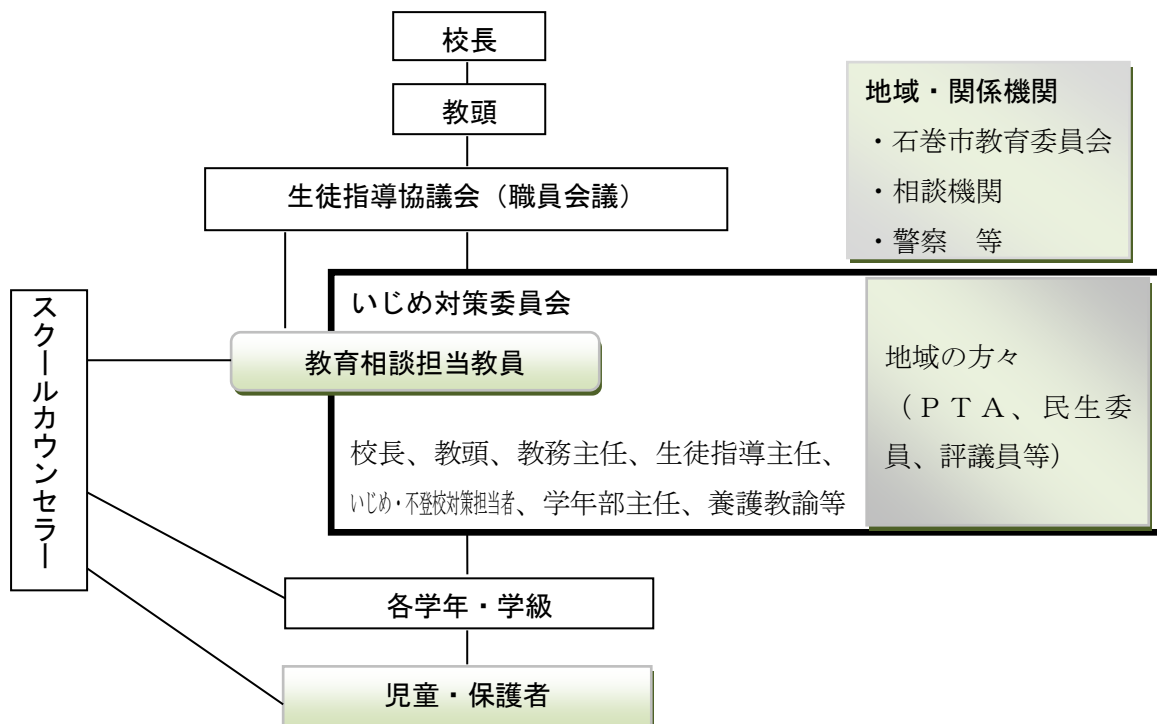 校長
教頭
生徒指導協議会（職員会議）
地域・関係機関
・石巻市教育委員会
・相談機関
・警察　等
スクールカウンセラー
いじめ対策委員会
教育相談担当教員
校長、教頭、教務主任、生徒指導主任、
いじめ・不登校対策担当者、学年部主任、養護教諭等
地域の方々
（ＰＴＡ、民生委
員、評議員等）
各学年・学級
児童・保護者